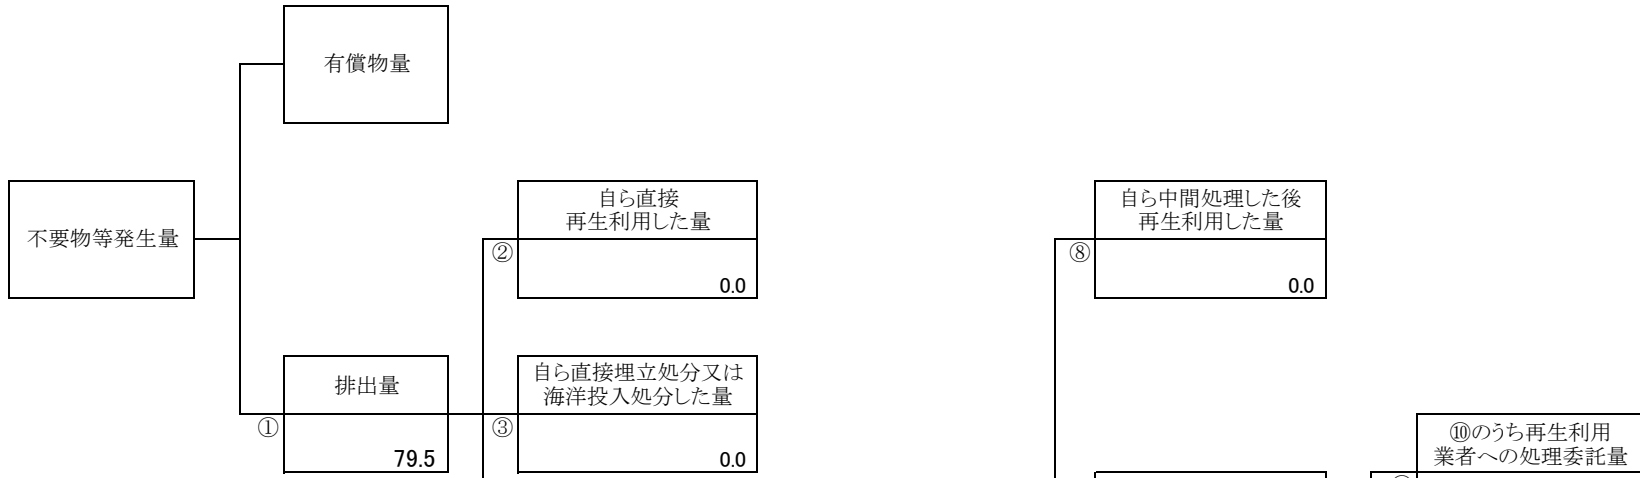 有償物量
不要物等発生量
自ら直接
再生利用した量
②
0.0
自ら中間処理した後
再生利用した量
⑧
0.0
排出量
①
79.5
自ら直接埋立処分又は
海洋投入処分した量
③
0.0
⑩のうち再生利用
業者への処理委託量